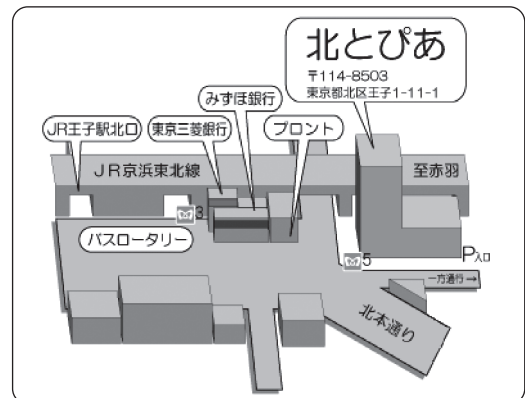 北とぴあ
〒114-8503
東京都北区王子1-11-1
みずほ銀行
JR王子駅北口
東京三菱銀行
プロント
JR京浜東北線
至赤羽
3
バスロータリー
5
P入口
一方通行→
北本通り